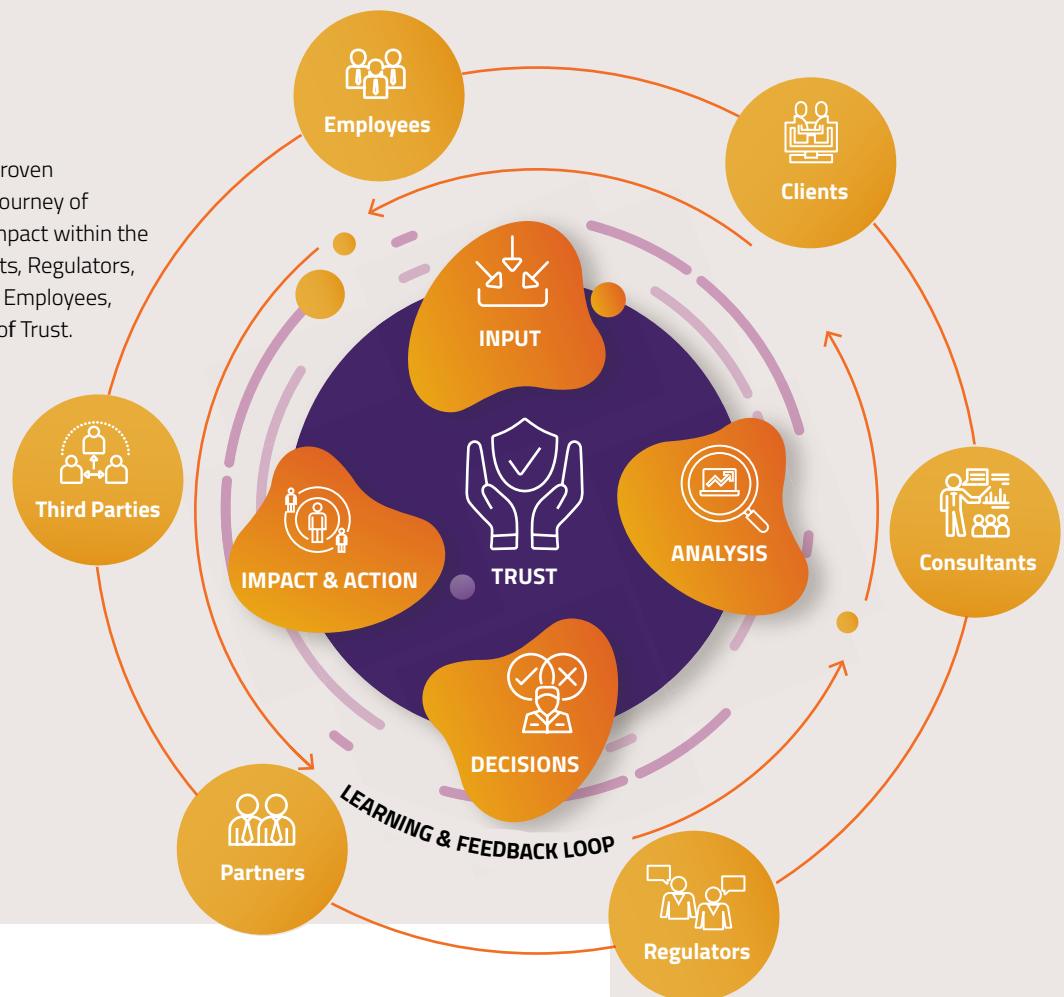 roven
ourney of
mpact within the
ts, Regulators,
Employees,
of Trust.
Employees
Clients
INPUT
Third Parties
IMPACT & ACTION
TRUST
ANALYSIS
Consultants
DECISIONS
LEARNING & FEEDBACK LOOP
Partners
Regulators